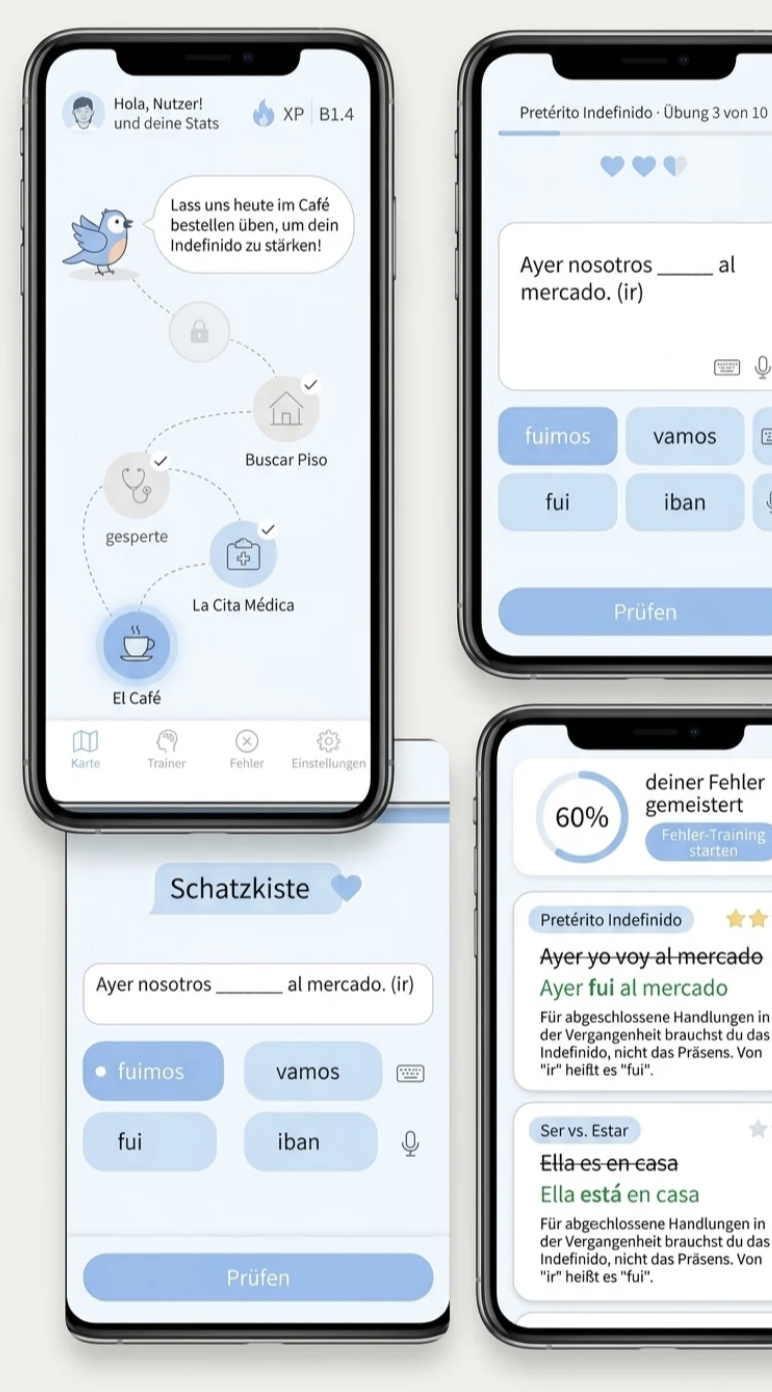 Hola, Nutzer!
und deine Stats
XP
B1.4
Lass uns heute im Café
bestellen üben, um dein
Indefinido zu stärken!
Buscar Piso
gesperte
La Cita Médica
El Café
Karte
Trainer
Fehler
Einstellungen
Pretérito Indefinido · Übung 3 von 10
Ayer nosotros _____ al
mercado. (ir)
fuimos
vamos
fui
iban
Prüfen
Schatzkiste
Ayer nosotros _______ al mercado. (ir)
fuimos
vamos
fui
iban
Prüfen
60%
deiner Fehler
gemeistert
Fehler-Training
starten
Pretérito Indefinido
Ayer yo voy al mercado
Ayer fui al mercado
Für abgeschlossene Handlungen in
der Vergangenheit brauchst du das
Indefinido, nicht das Präsens. Von
"ir" heißt es "fui".
Ser vs. Estar
Ella es en casa
Ella está en casa
Für abgechlossene Handlungen in
der Vergangenheit brauchst du das
Indefinido, nicht das Präsens. Von
"ir" heißt es "fui".